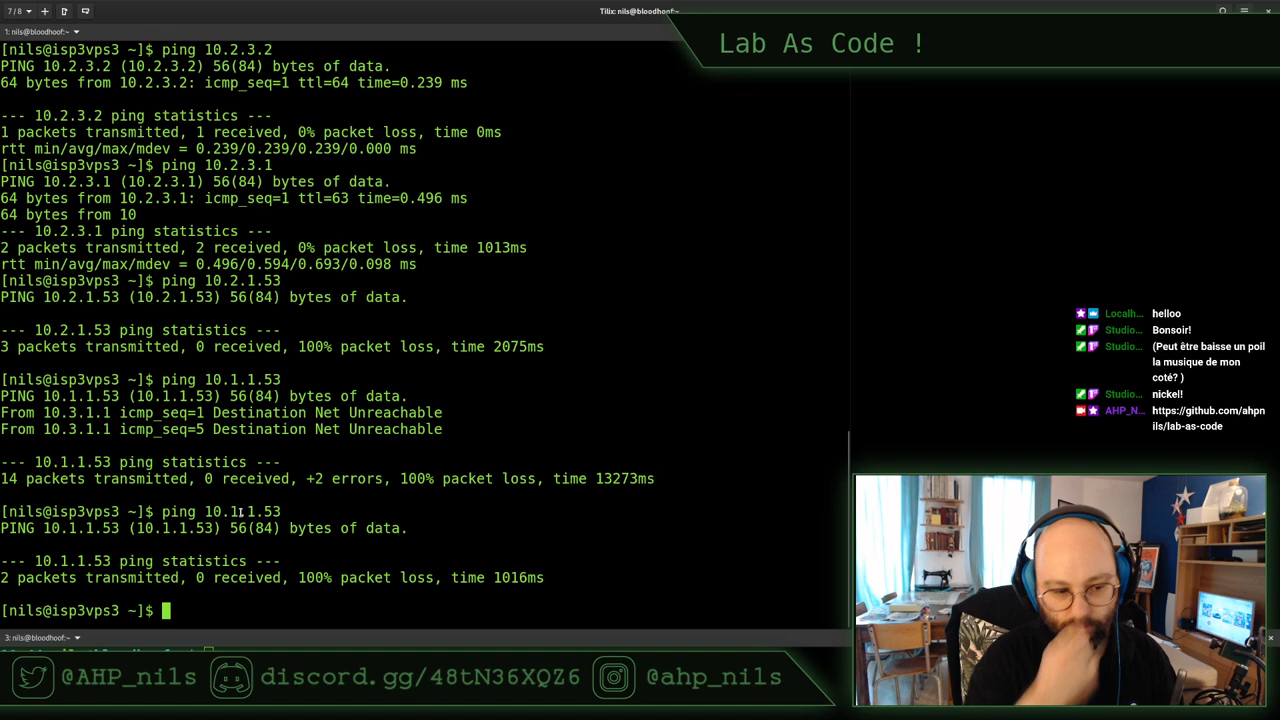 7 / 8
Tilix: nils@bloodhoof:~
1: nils@bloodhoof:~
Lab As Code !
[nils@isp3vps3 ~]$ ping 10.2.3.2
PING 10.2.3.2 (10.2.3.2) 56(84) bytes of data.
64 bytes from 10.2.3.2: icmp_seq=1 ttl=64 time=0.239 ms
--- 10.2.3.2 ping statistics ---
1 packets transmitted, 1 received, 0% packet loss, time 0ms
rtt min/avg/max/mdev = 0.239/0.239/0.239/0.000 ms
[nils@isp3vps3 ~]$ ping 10.2.3.1
PING 10.2.3.1 (10.2.3.1) 56(84) bytes of data.
64 bytes from 10.2.3.1: icmp_seq=1 ttl=63 time=0.496 ms
64 bytes from 10
--- 10.2.3.1 ping statistics ---
2 packets transmitted, 2 received, 0% packet loss, time 1013ms
rtt min/avg/max/mdev = 0.496/0.594/0.693/0.098 ms
[nils@isp3vps3 ~]$ ping 10.2.1.53
PING 10.2.1.53 (10.2.1.53) 56(84) bytes of data.
--- 10.2.1.53 ping statistics ---
3 packets transmitted, 0 received, 100% packet loss, time 2075ms
[nils@isp3vps3 ~]$ ping 10.1.1.53
PING 10.1.1.53 (10.1.1.53) 56(84) bytes of data.
From 10.3.1.1 icmp_seq=1 Destination Net Unreachable
From 10.3.1.1 icmp_seq=5 Destination Net Unreachable
--- 10.1.1.53 ping statistics ---
14 packets transmitted, 0 received, +2 errors, 100% packet loss, time 13273ms
[nils@isp3vps3 ~]$ ping 10.1.1.53
PING 10.1.1.53 (10.1.1.53) 56(84) bytes of data.
--- 10.1.1.53 ping statistics ---
2 packets transmitted, 0 received, 100% packet loss, time 1016ms
[nils@isp3vps3 ~]$
3: nils@bloodhoof:~
Localh... helloo
Studio... Bonsoir!
Studio... (Peut être baisse un poil
la musique de mon
coté? )
Studio... nickel!
AHP_N... https://github.com/ahpn
ils/lab-as-code
@AHP_nils discord.gg/48tN36XQZ6 @ahp_nils